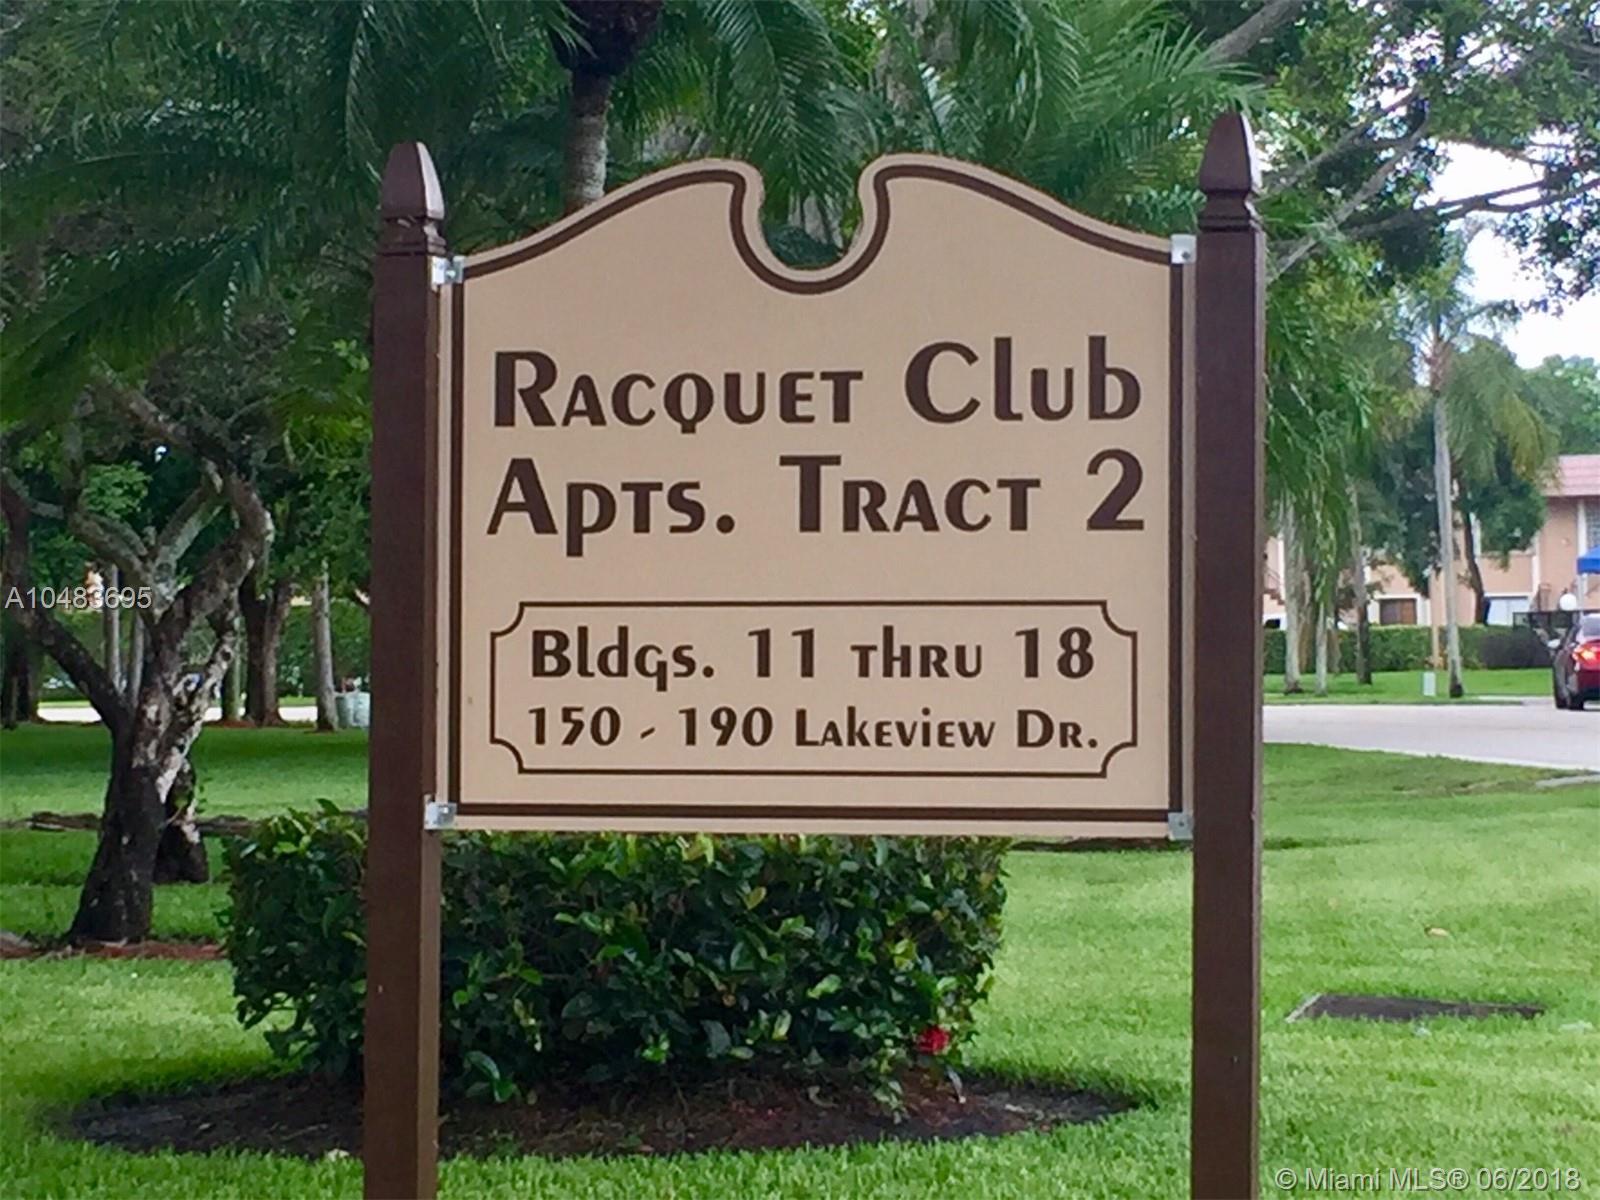 Racquet Club
Apts. Tract 2
Bldgs. 11 thru 18
150 - 190 Lakeview Dr.
A10483695
© Miami MLS® 06/2018